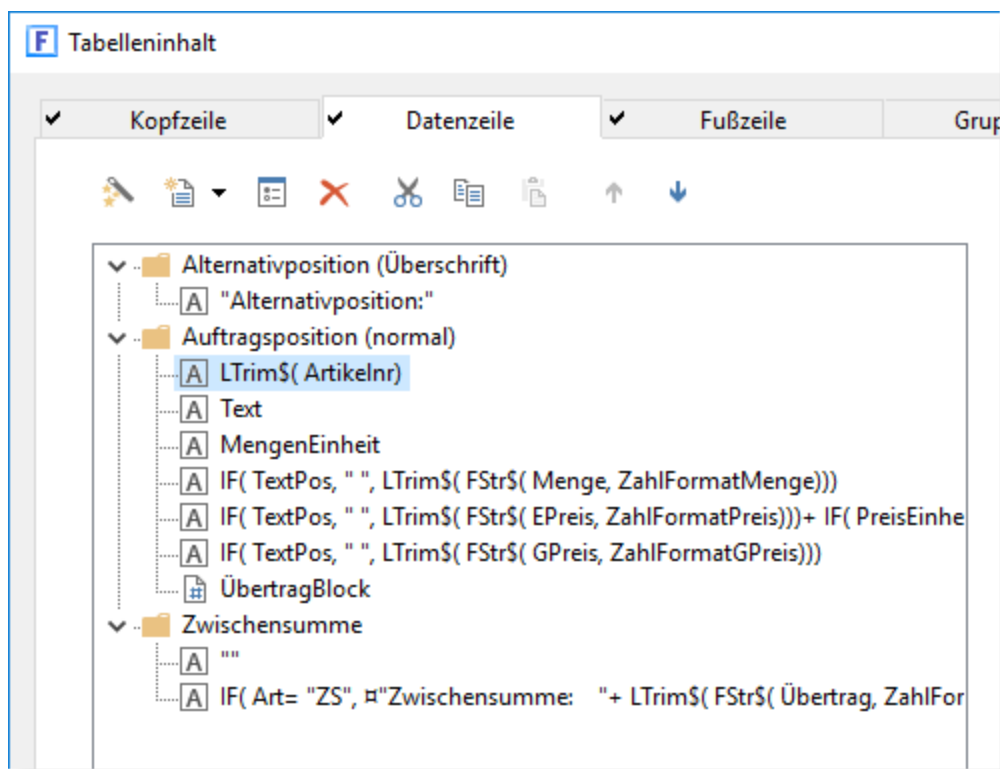 F Tabelleninhalt
Kopfzeile Datenzeile Fußzeile Grup
Alternativposition (Überschrift)
A "Alternativposition:"
Auftragsposition (normal)
A LTrim$( Artikelnr)
A Text
A MengenEinheit
A IF( TextPos, " ", LTrim$( FStr$( Menge, ZahlFormatMenge)))
A IF( TextPos, " ", LTrim$( FStr$( EPreis, ZahlFormatPreis)))+ IF( PreisEinhe
A IF( TextPos, " ", LTrim$( FStr$( GPreis, ZahlFormatGPreis)))
# ÜbertragBlock
Zwischensumme
A ""
A IF( Art= "ZS", ¤"Zwischensumme:   "+ LTrim$( FStr$( Übertrag, ZahlFor